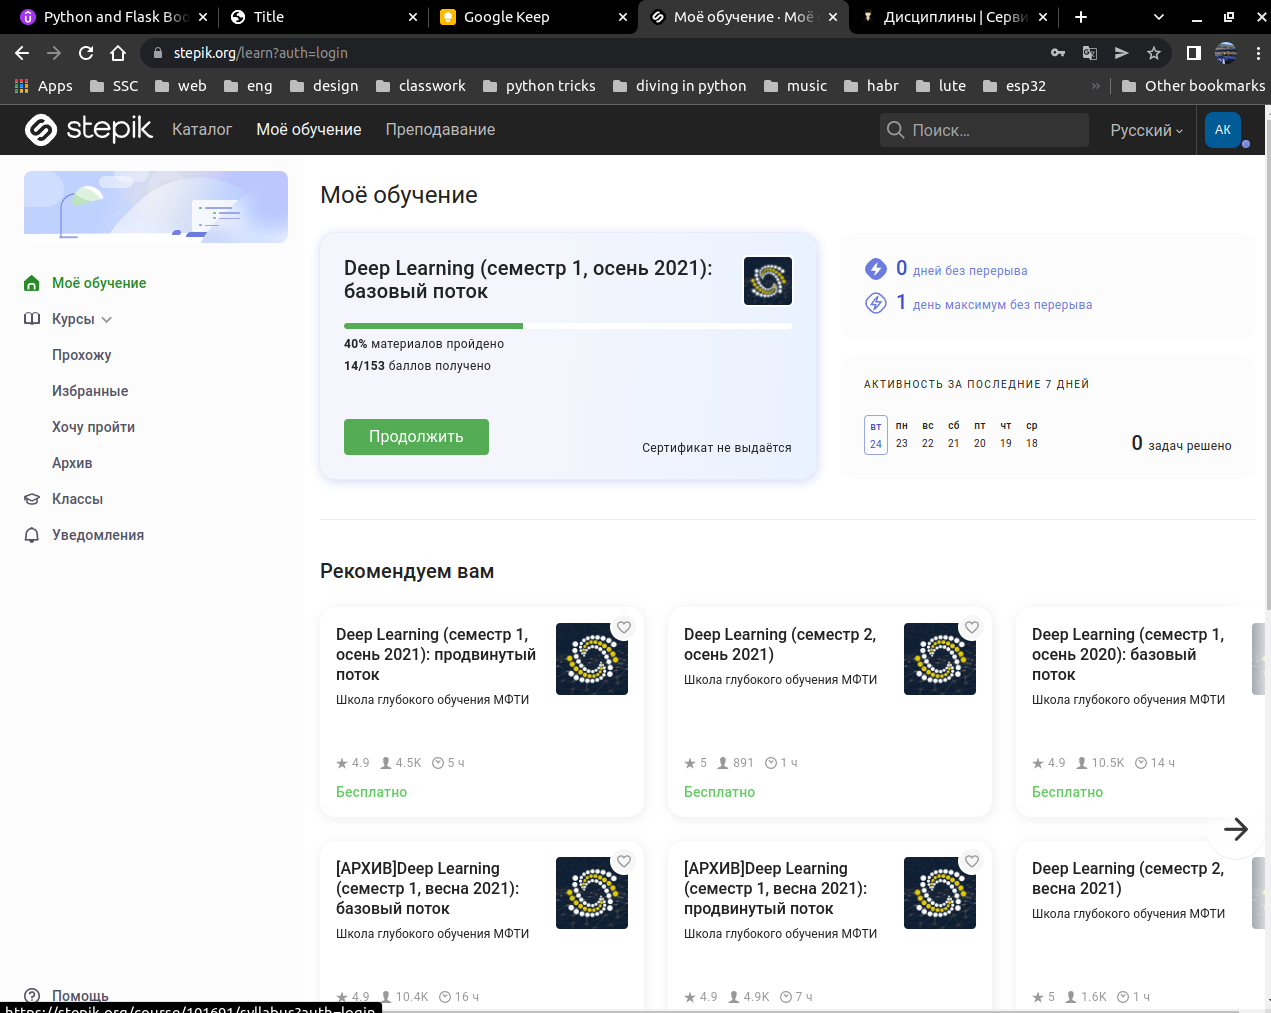 Python and Flask Boo
Title
Google Keep
Моё обучение · Моё
Дисциплины | Серви
stepik.org/learn?auth=login
Apps
SSC
web
eng
design
classwork
python tricks
diving in python
music
habr
lute
esp32
»
Other bookmarks
stepik
Каталог
Моё обучение
Преподавание
Поиск...
Русский
АК
Моё обучение
Курсы
Прохожу
Избранные
Хочу пройти
Архив
Классы
Уведомления
Помощь
Моё обучение
Deep Learning (семестр 1, осень 2021):
базовый поток
40% материалов пройдено
14/153 баллов получено
Продолжить
Сертификат не выдаётся
0 дней без перерыва
1 день максимум без перерыва
АКТИВНОСТЬ ЗА ПОСЛЕДНИЕ 7 ДНЕЙ
вт пн вс сб пт чт ср
24 23 22 21 20 19 18
0 задач решено
Рекомендуем вам
Deep Learning (семестр 1,
осень 2021): продвинутый
поток
Школа глубокого обучения МФТИ
4.9 4.5K 5 ч
Бесплатно
Deep Learning (семестр 2,
осень 2021)
Школа глубокого обучения МФТИ
5 891 1 ч
Бесплатно
Deep Learning (семестр 1,
осень 2020): базовый
поток
Школа глубокого обучения МФТИ
4.9 10.5K 14 ч
Бесплатно
[АРХИВ]Deep Learning
(семестр 1, весна 2021):
базовый поток
Школа глубокого обучения МФТИ
4.9 10.4K 16 ч
[АРХИВ]Deep Learning
(семестр 1, весна 2021):
продвинутый поток
Школа глубокого обучения МФТИ
4.9 4.9K 7 ч
Deep Learning (семестр 2,
весна 2021)
Школа глубокого обучения МФТИ
5 1.6K 1 ч
https://stepik.org/course/101691/syllabus?auth=login